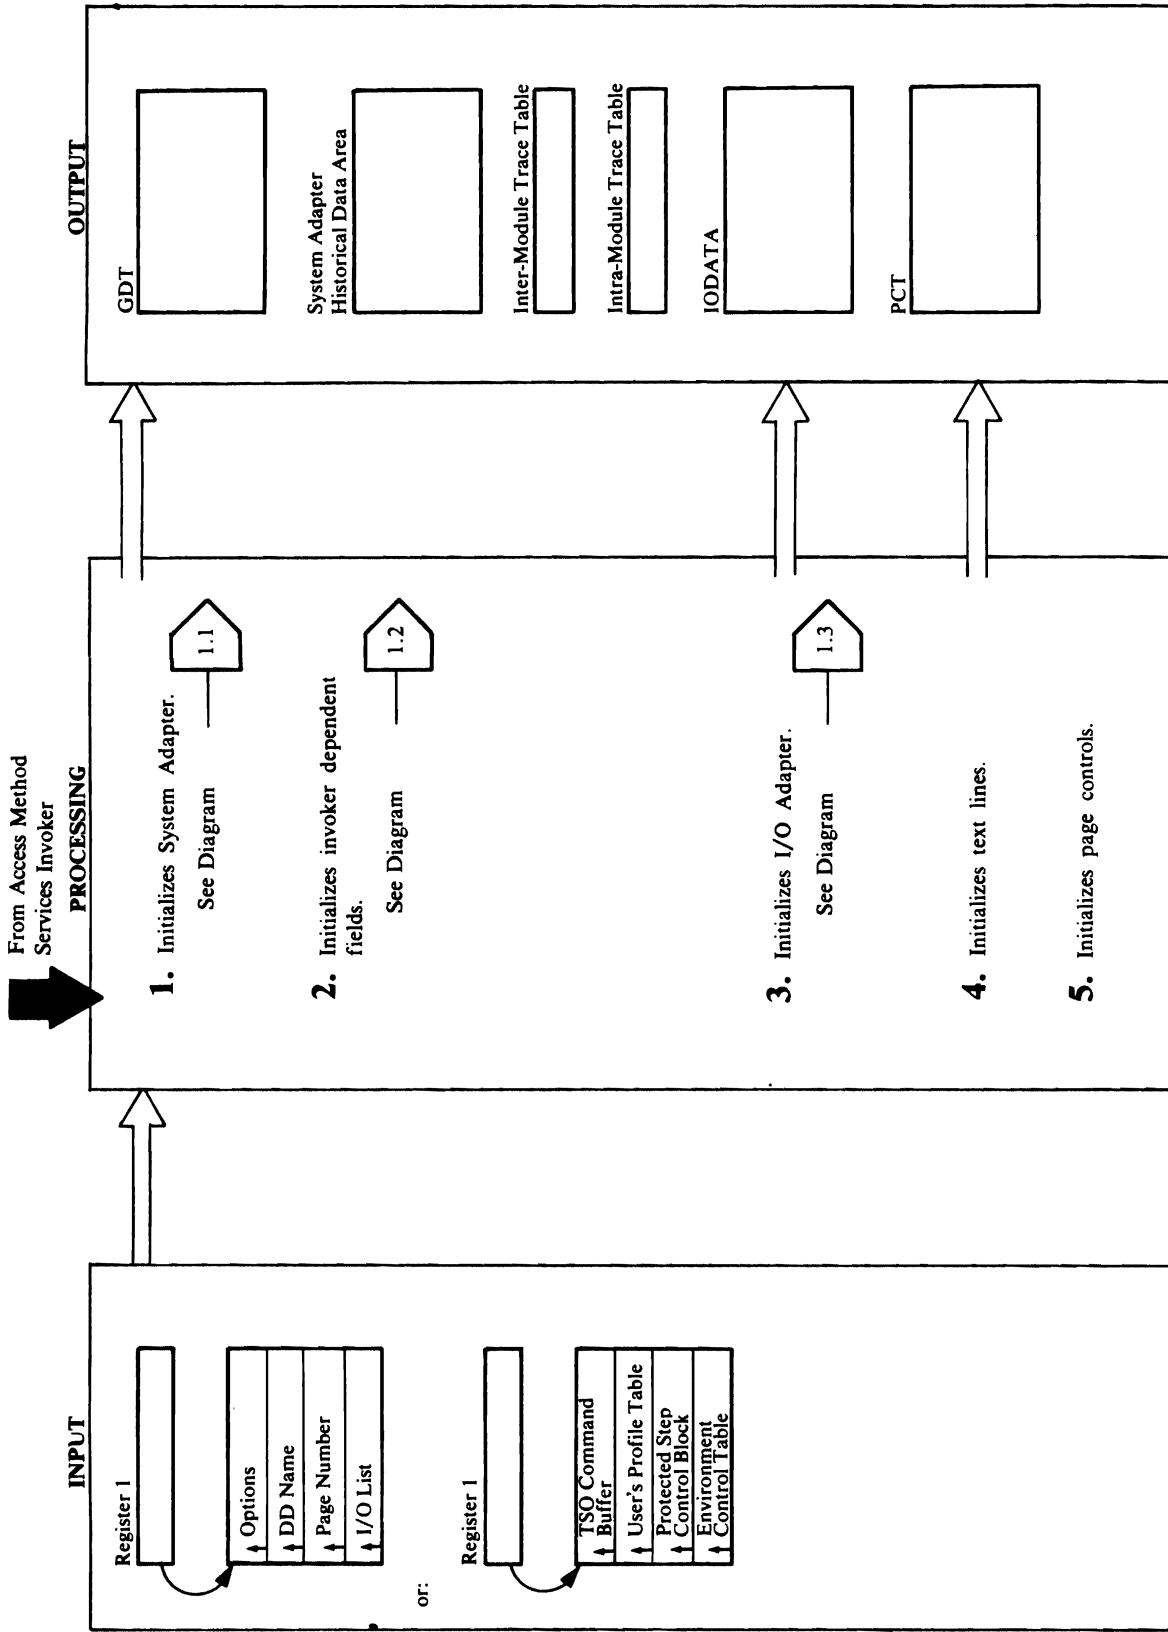 From Access Method
Services Invoker
INPUT
PROCESSING
OUTPUT
Register 1
Options
DD Name
Page Number
I/O List
or:
Register 1
TSO Command
Buffer
User's Profile Table
Protected Step
Control Block
Environment
Control Table
1. Initializes System Adapter.
See Diagram
1.1
2. Initializes invoker dependent
fields.
See Diagram
1.2
3. Initializes I/O Adapter.
See Diagram
1.3
4. Initializes text lines.
5. Initializes page controls.
GDT
System Adapter
Historical Data Area
Inter-Module Trace Table
Intra-Module Trace Table
IODATA
PCT